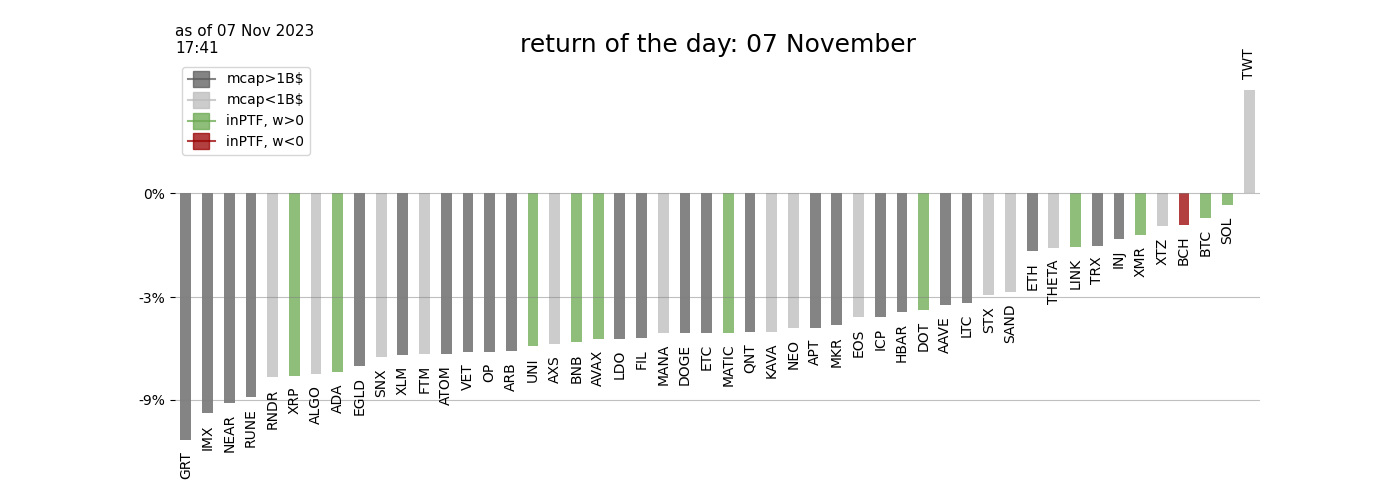 as of 07 Nov 2023
17:41
return of the day: 07 November
mcap>1B$
mcap<1B$
inPTF, w>0
inPTF, w<0
0%
-3%
-9%
GRT
IMX
NEAR
RUNE
RNDR
XRP
ALGO
ADA
EGLD
SNX
XLM
FTM
ATOM
VET
OP
ARB
UNI
AXS
BNB
AVAX
LDO
FIL
MANA
DOGE
ETC
MATIC
QNT
KAVA
NEO
APT
MKR
EOS
ICP
HBAR
DOT
AAVE
LTC
STX
SAND
ETH
THETA
LINK
TRX
INJ
XMR
XTZ
BCH
BTC
SOL
TWT